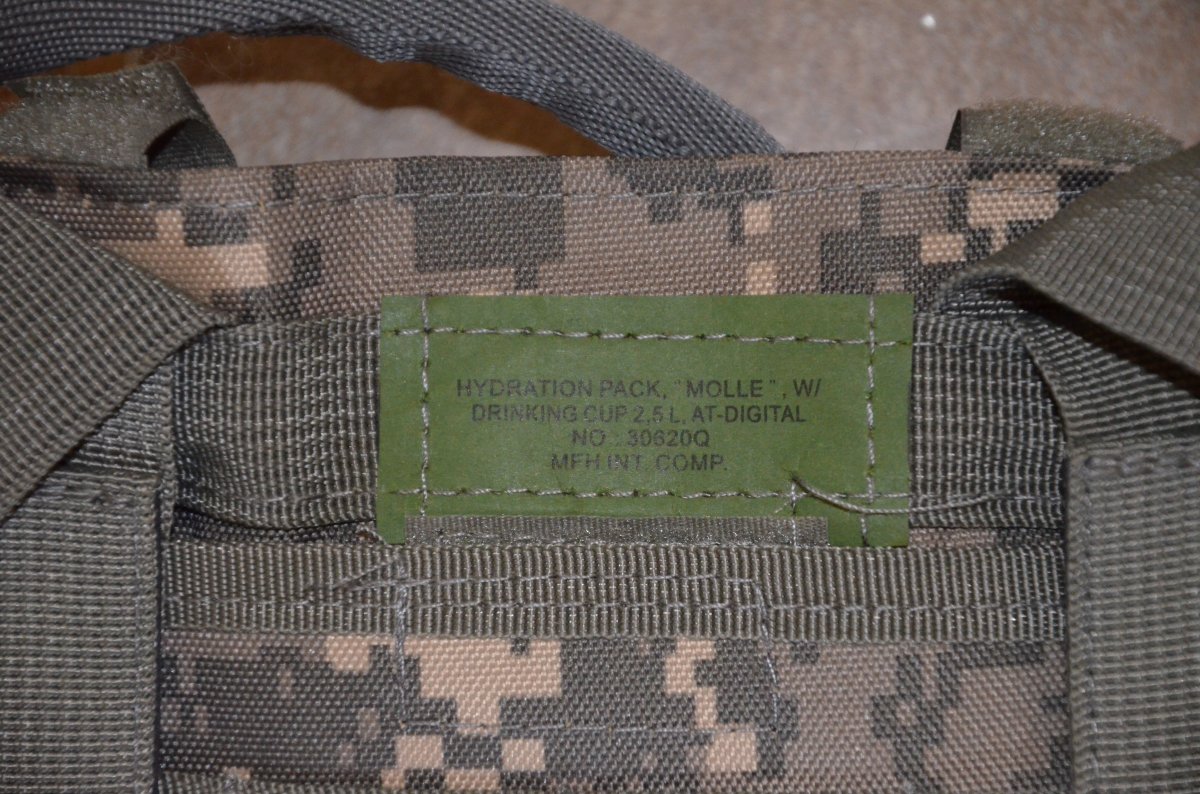 HYDRATION PACK, "MOLLE", W/
DRINKING CUP 2,5 L, AT-DIGITAL
NO : 30620Q
MFH INT. COMP.